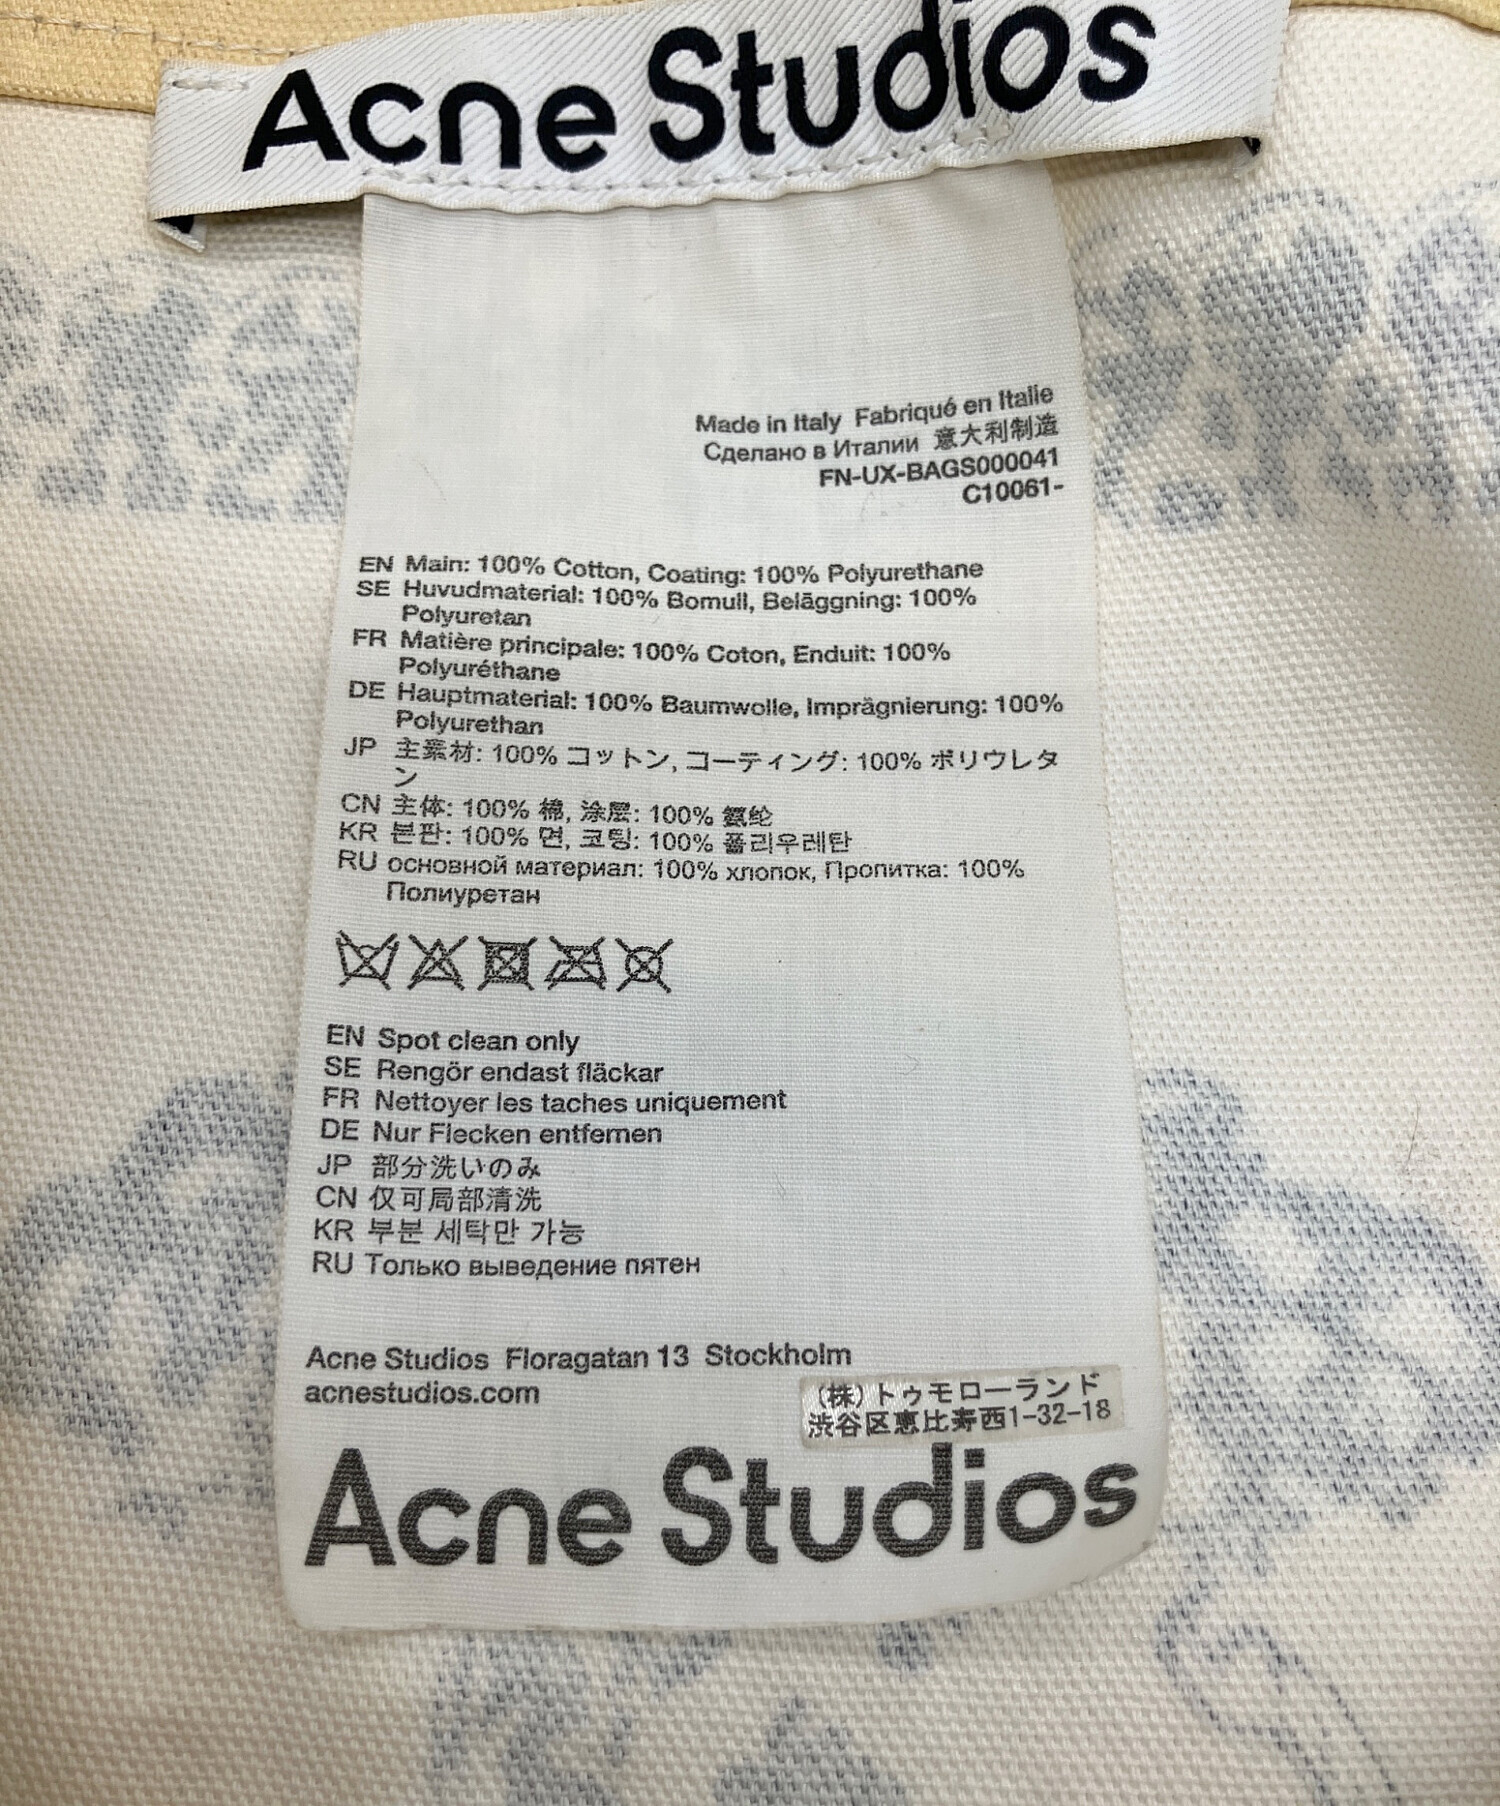 Acne Studios
Made in Italy Fabriqué en Italie
Сделано в Италии 意大利制造
FN-UX-BAGS000041
C10061-
EN Main: 100% Cotton, Coating: 100% Polyurethane
SE Huvudmaterial: 100% Bomull, Beläggning: 100%
Polyuretan
FR Matière principale: 100% Coton, Enduit: 100%
Polyuréthane
DE Hauptmaterial: 100% Baumwolle, Imprägnierung: 100%
Polyurethan
JP 主素材: 100% コットン, コーティング: 100% ポリウレタ
ン
CN 主体: 100% 棉, 涂层: 100% 氨纶
KR 본판: 100% 면, 코팅: 100% 폴리우레탄
RU основной материал: 100% хлопок, Пропитка: 100%
Полиуретан
EN Spot clean only
SE Rengör endast fläckar
FR Nettoyer les taches uniquement
DE Nur Flecken entfernen
JP 部分洗いのみ
CN 仅可局部清洗
KR 부분 세탁만 가능
RU Только выведение пятен
Acne Studios Floragatan 13 Stockholm
acnestudios.com
(株)トゥモローランド
渋谷区恵比寿西1-32-18
Acne Studios